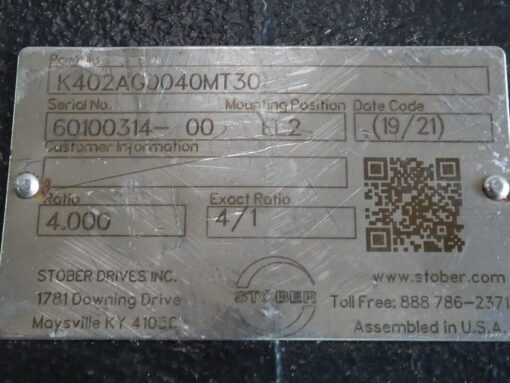 Part No.
K402AG0040MT30
Serial No. Mounting Position Date Code
60100314-00 EL2 (19/21)
Customer Information
Ratio Exact Ratio
4.000 4/1
STOBER DRIVES INC. www.stober.com
1781 Downing Drive STOBER Toll Free: 888 786-2371
Maysville KY Assembled in U.S.A.